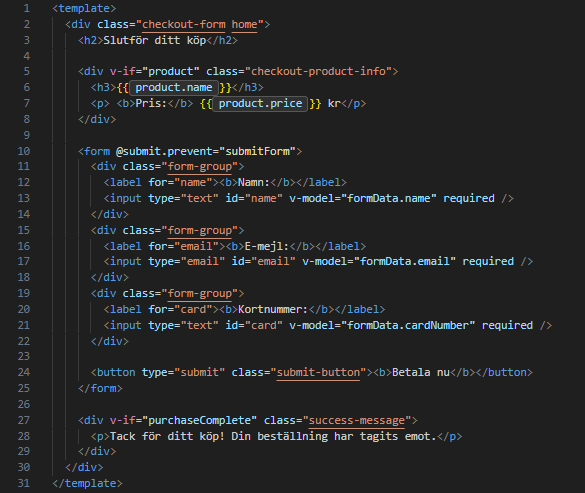 1 <template>
2   <div class="checkout-form home">
3     <h2>Slutför ditt köp</h2>
4
5     <div v-if="product" class="checkout-product-info">
6       <h3>{{ product.name }}</h3>
7       <p> <b>Pris:</b> {{ product.price }} kr</p>
8     </div>
9
10     <form @submit.prevent="submitForm">
11       <div class="form-group">
12         <label for="name"><b>Namn:</b></label>
13         <input type="text" id="name" v-model="formData.name" required />
14       </div>
15       <div class="form-group">
16         <label for="email"><b>E-mejl:</b></label>
17         <input type="email" id="email" v-model="formData.email" required />
18       </div>
19       <div class="form-group">
20         <label for="card"><b>Kortnummer:</b></label>
21         <input type="text" id="card" v-model="formData.cardNumber" required />
22       </div>
23
24       <button type="submit" class="submit-button"><b>Betala nu</b></button>
25     </form>
26
27     <div v-if="purchaseComplete" class="success-message">
28       <p>Tack för ditt köp! Din beställning har tagits emot.</p>
29     </div>
30   </div>
31 </template>